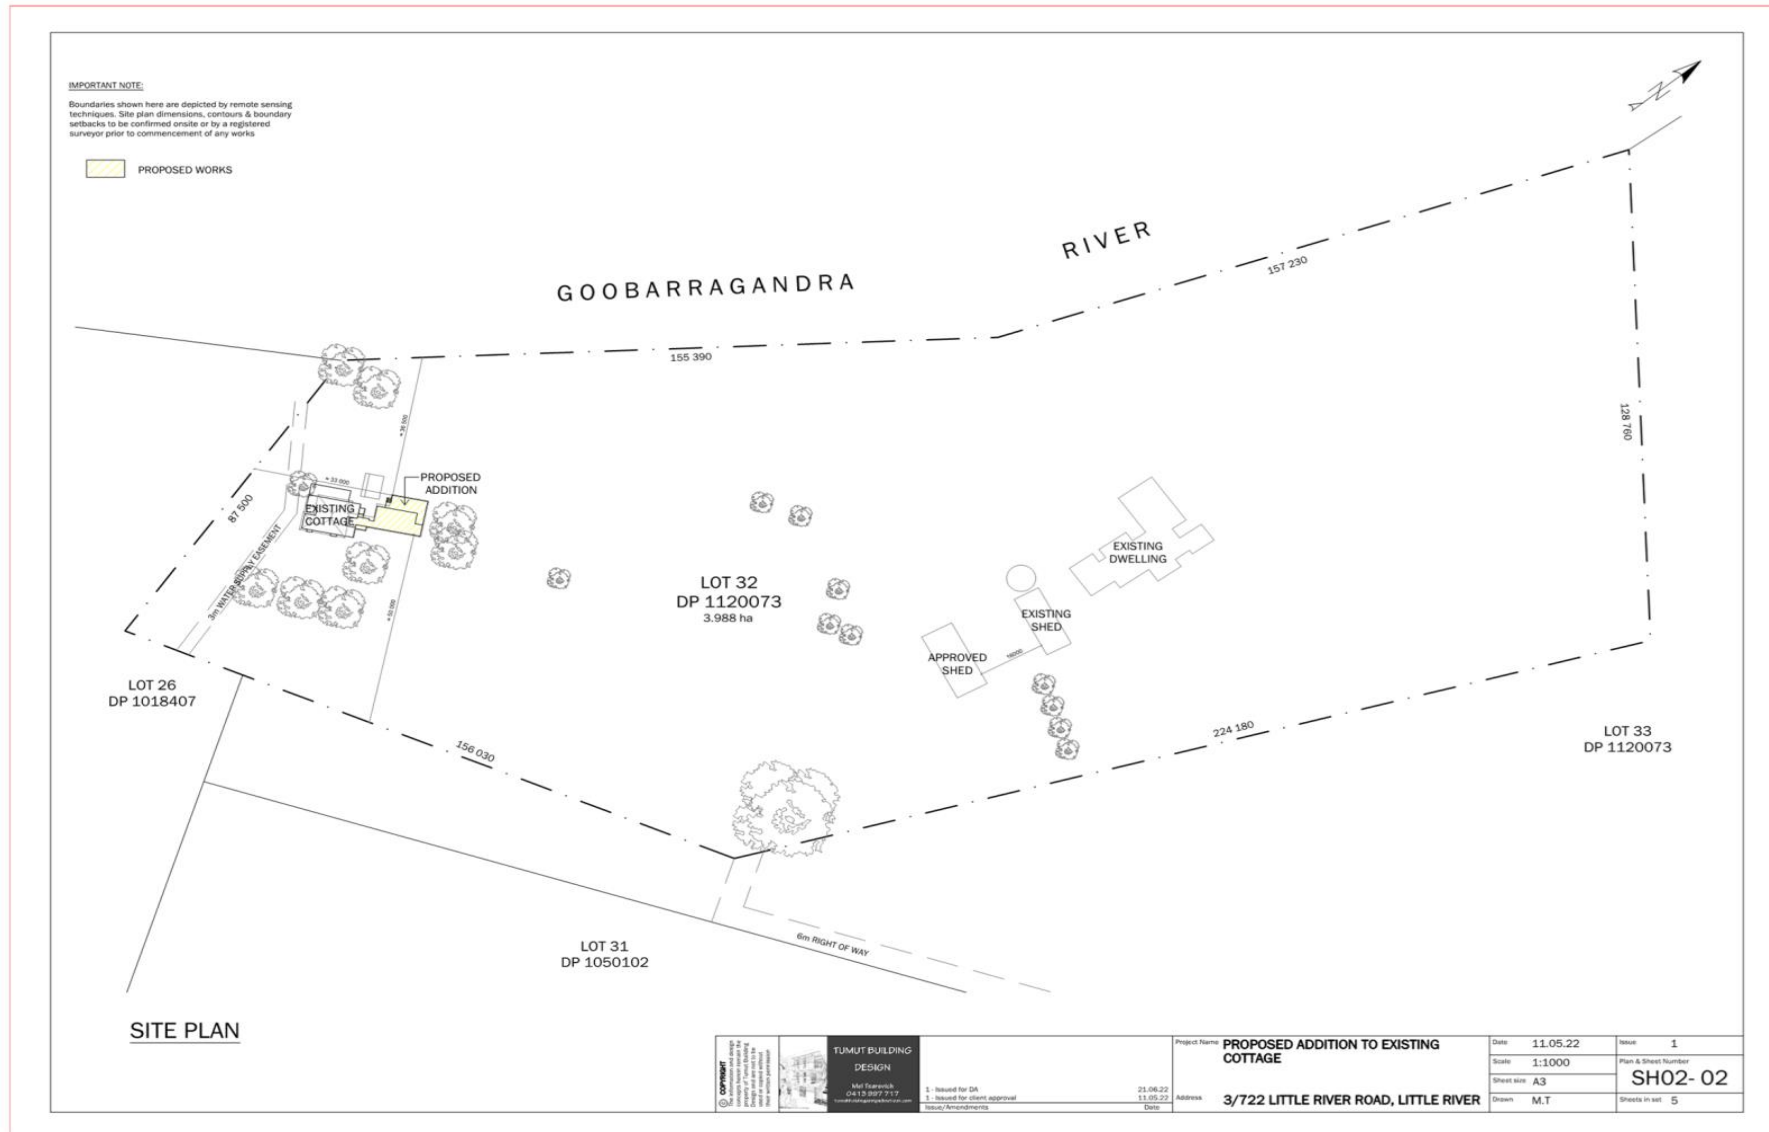 IMPORTANT NOTE:
Boundaries shown here are depicted by remote sensing
techniques. Site plan dimensions, contours & boundary
setbacks to be confirmed onsite or by a registered
surveyor prior to commencement of any works
PROPOSED WORKS
N
GOOBARRAGANDRA
RIVER
157 230
155 390
128 760
87 500
PROPOSED
ADDITION
EXISTING
COTTAGE
3m WATER SUPPLY EASEMENT
EXISTING
DWELLING
LOT 32
DP 1120073
3.988 ha
EXISTING
SHED
APPROVED
SHED
LOT 26
DP 1018407
156 030
224 180
LOT 33
DP 1120073
LOT 31
DP 1050102
6m RIGHT OF WAY
SITE PLAN
© COPYRIGHT
TUMUT BUILDING
DESIGN
0413 997 717
1 - Issued for DA 21.06.22
1 - Issued for client approval 11.05.22
Issue/Amendments Date
Project Name PROPOSED ADDITION TO EXISTING
COTTAGE
Address 3/722 LITTLE RIVER ROAD, LITTLE RIVER
Date 11.05.22
Scale 1:1000
Sheet size A3
Drawn M.T
Issue 1
Plan & Sheet Number
SH02- 02
Sheets in set 5